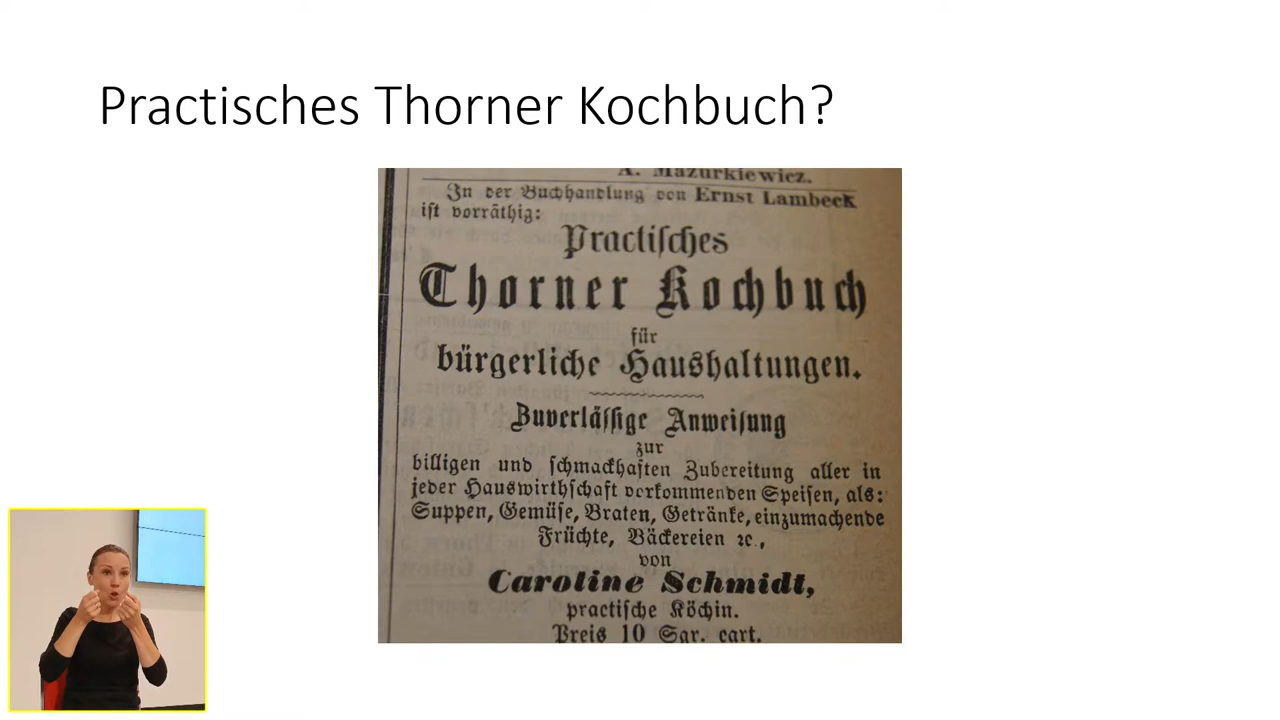 Practisches Thorner Kochbuch?
A. Mazurkiewicz.
In der Buchhandlung von Ernst Lambeck
ist vorräthig:
Practisches
Thorner Kochbuch
für
bürgerliche Haushaltungen.
Zuverlässige Anweisung
zur
billigen und schmackhaften Zubereitung aller in
jeder Hauswirthschaft vorkommenden Speisen, als:
Suppen, Gemüse, Braten, Getränke, einzumachende
Früchte, Bäckereien ꝛc.,
von
Caroline Schmidt,
practische Köchin.
Preis 10 Sgr. cart.